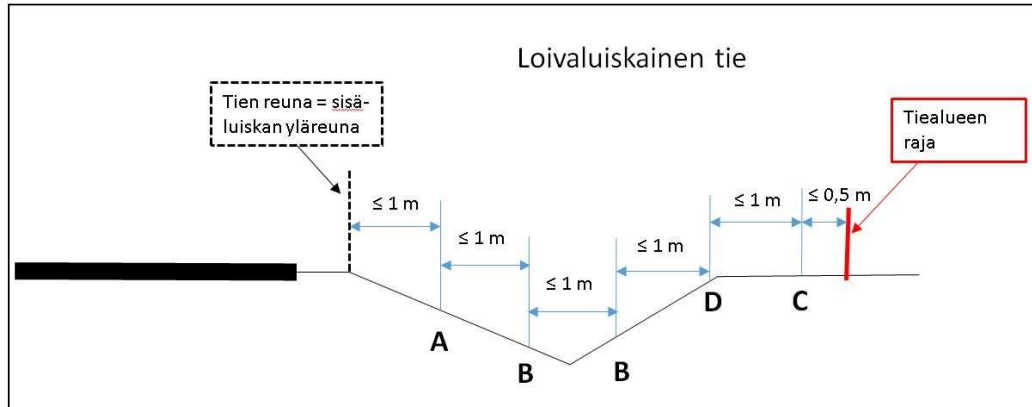 Loivaluiskainen tie
Tien reuna = sisä-
luiskan yläreuna
Tiealueen
raja
≤ 1 m
≤ 0,5 m
≤ 1 m
≤ 1 m
≤ 1 m
≤ 1 m
A
B
B
D
C